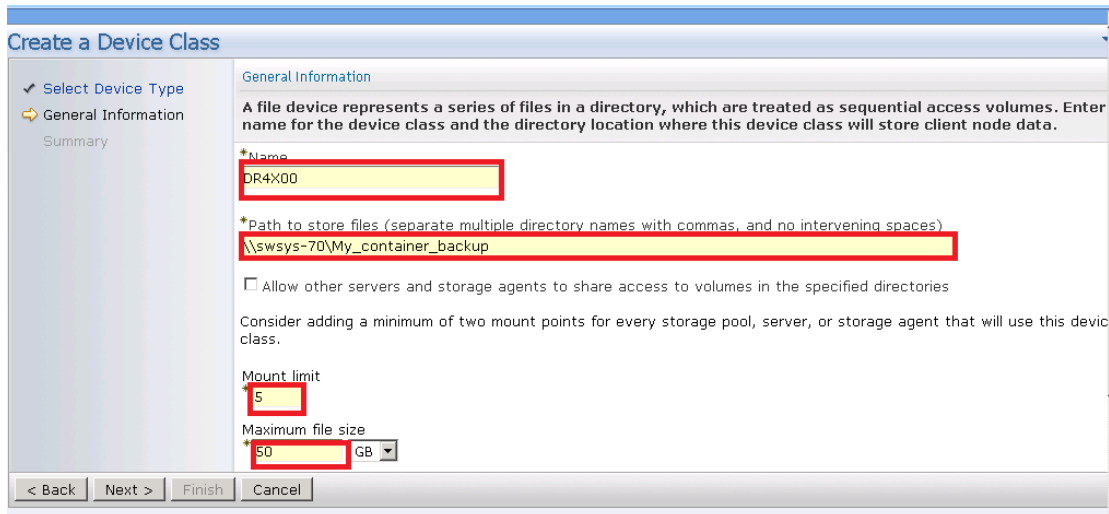 Create a Device Class
Select Device Type
General Information
Summary
General Information
A file device represents a series of files in a directory, which are treated as sequential access volumes. Enter
name for the device class and the directory location where this device class will store client node data.
*Name
DR4X00
*Path to store files (separate multiple directory names with commas, and no intervening spaces)
\\swsys-70\My_container_backup
Allow other servers and storage agents to share access to volumes in the specified directories
Consider adding a minimum of two mount points for every storage pool, server, or storage agent that will use this devic
class.
Mount limit
*5
Maximum file size
*50 GB
< Back Next > Finish Cancel